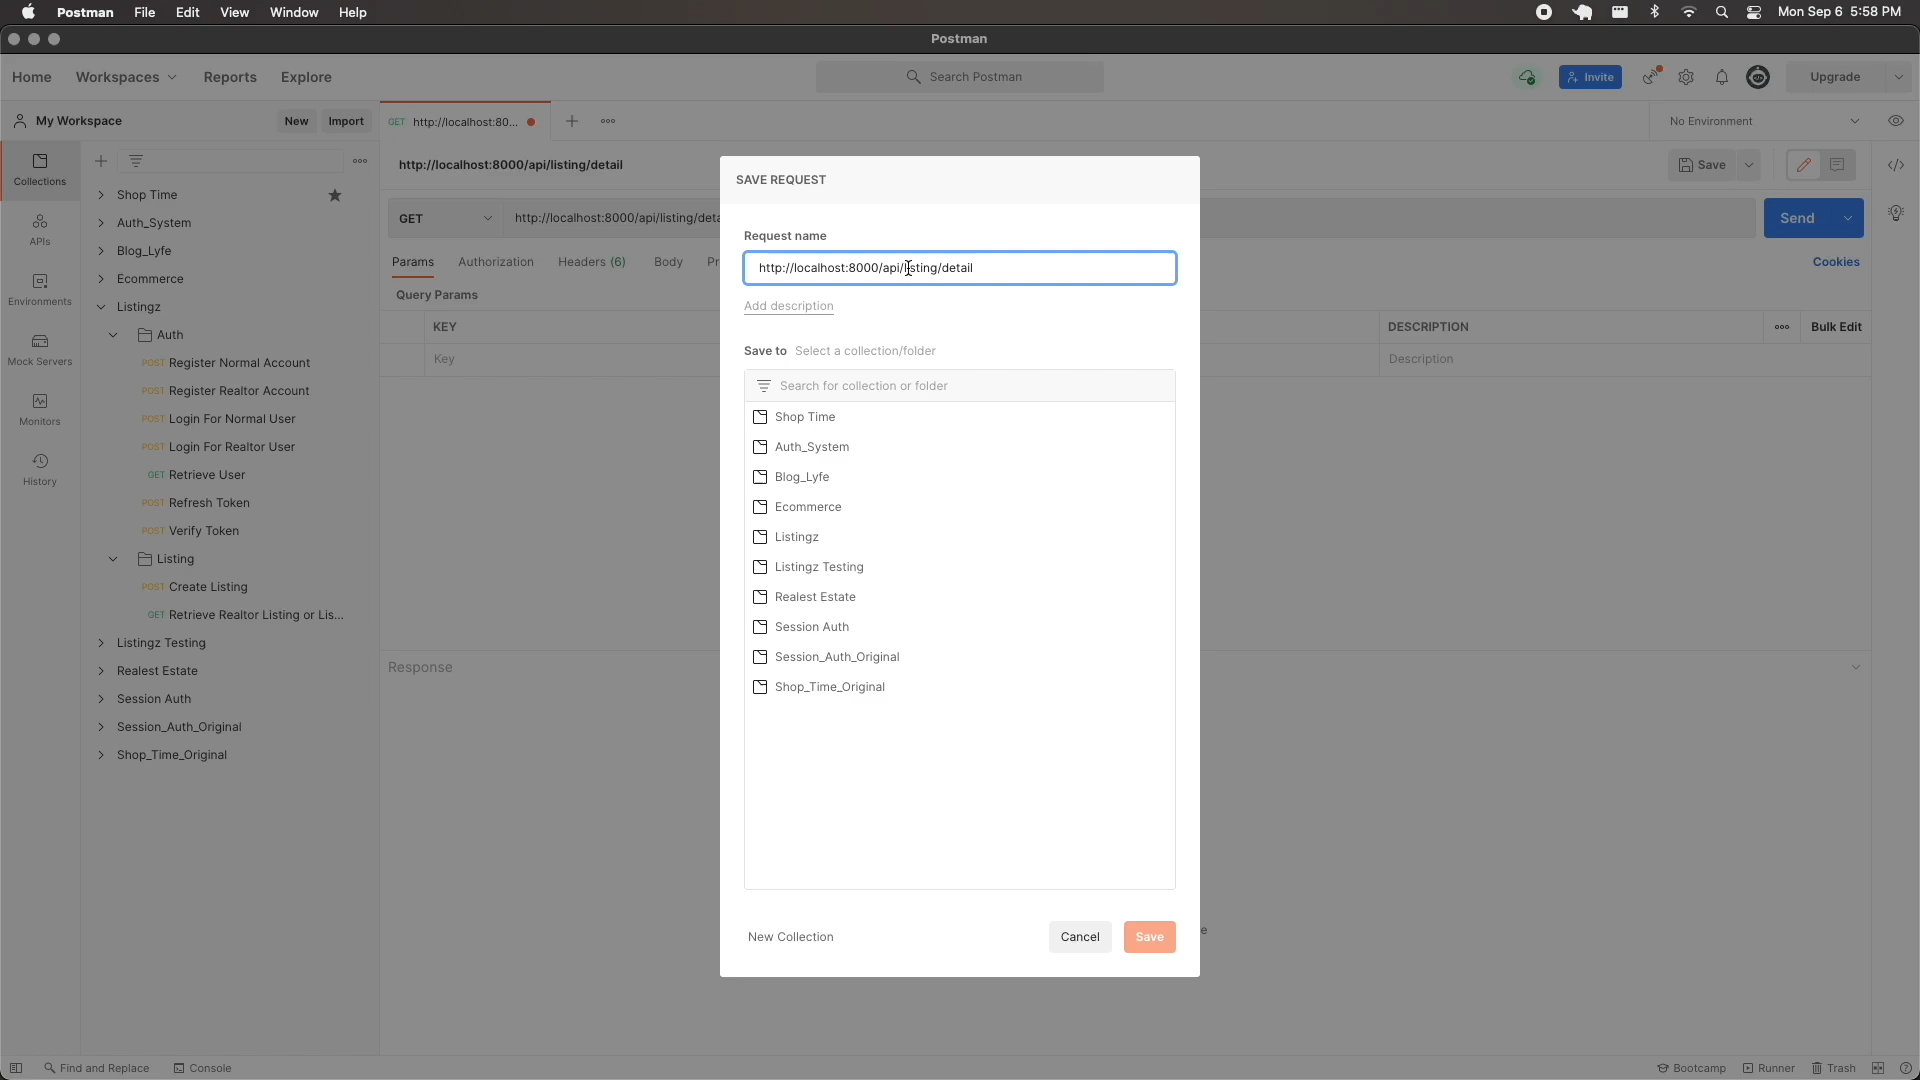 Postman File Edit View Window Help Mon Sep 6 5:58 PM
Postman
Home Workspaces Reports Explore Search Postman Invite Upgrade
My Workspace New Import GET http://localhost:80... No Environment
Collections
APIs
Environments
Mock Servers
Monitors
History
Shop Time
Auth_System
Blog_Lyfe
Ecommerce
Listingz
Auth
POST Register Normal Account
POST Register Realtor Account
POST Login For Normal User
POST Login For Realtor User
GET Retrieve User
POST Refresh Token
POST Verify Token
Listing
POST Create Listing
GET Retrieve Realtor Listing or Lis...
Listingz Testing
Realest Estate
Session Auth
Session_Auth_Original
Shop_Time_Original
http://localhost:8000/api/listing/detail Save
GET http://localhost:8000/api/listing/deta Send
Params Authorization Headers (6) Body Pr Cookies
Query Params
KEY DESCRIPTION Bulk Edit
Key Description
Response
SAVE REQUEST
Request name
http://localhost:8000/api/listing/detail
Add description
Save to Select a collection/folder
Search for collection or folder
Shop Time
Auth_System
Blog_Lyfe
Ecommerce
Listingz
Listingz Testing
Realest Estate
Session Auth
Session_Auth_Original
Shop_Time_Original
New Collection Cancel Save
e
Find and Replace Console Bootcamp Runner Trash